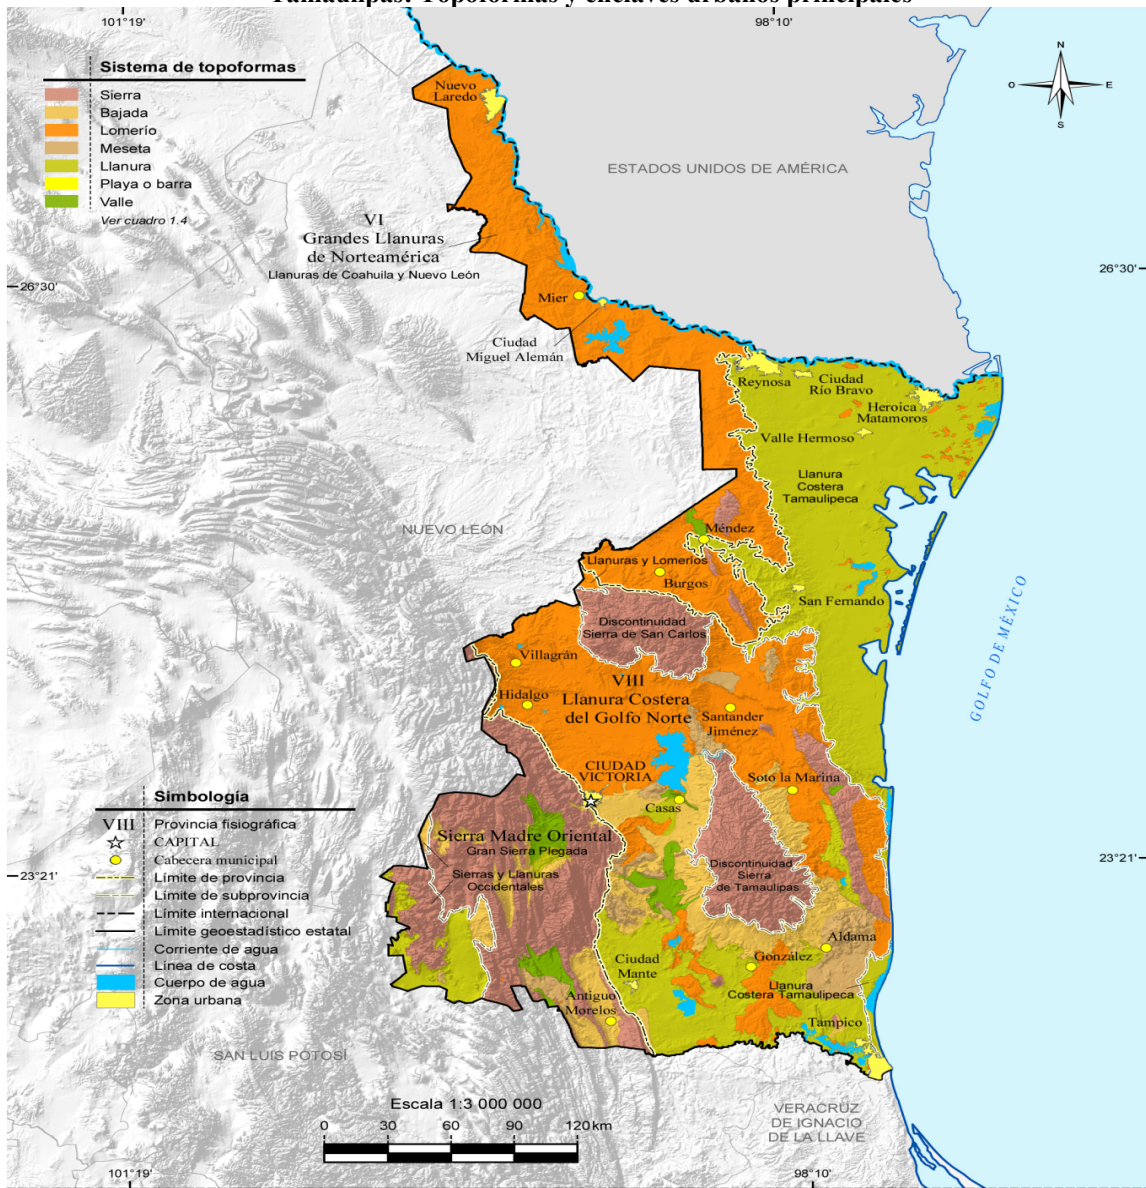 Tamaulipas: Topoformas y enclaves urbanos principales
101°19'
98°10'
Sistema de topoformas
Sierra
Bajada
Lomerío
Meseta
Llanura
Playa o barra
Valle
Ver cuadro 1.4
N
O
E
S
Nuevo
Laredo
ESTADOS UNIDOS DE AMÉRICA
VI
Grandes Llanuras
de Norteamérica
Llanuras de Coahuila y Nuevo León
26°30'
26°30'
Mier
Ciudad
Miguel Alemán
Reynosa
Ciudad
Río Bravo
Heroica
Matamoros
Valle Hermoso
Llanura
Costera
Tamaulipeca
NUEVO LEÓN
Méndez
Llanuras y Lomeríos
Burgos
San Fernando
Discontinuidad
Sierra de San Carlos
GOLFO DE MÉXICO
Villagrán
VIII
Llanura Costera
del Golfo Norte
Hidalgo
Santander
Jiménez
CIUDAD
VICTORIA
Soto la Marina
Casas
Simbología
VIII Provincia fisiográfica
CAPITAL
Cabecera municipal
Límite de provincia
Límite de subprovincia
Límite internacional
Límite geoestadístico estatal
Corriente de agua
Línea de costa
Cuerpo de agua
Zona urbana
Sierra Madre Oriental
Gran Sierra Plegada
Sierras y Llanuras
Occidentales
Discontinuidad
Sierra
de Tamaulipas
23°21'
23°21'
Aldama
Ciudad
Mante
González
Llanura
Costera Tamaulipeca
Antiguo
Morelos
Tampico
SAN LUIS POTOSÍ
Escala 1:3 000 000
0 30 60 90 120 km
VERACRUZ
DE IGNACIO
DE LA LLAVE
101°19'
98°10'